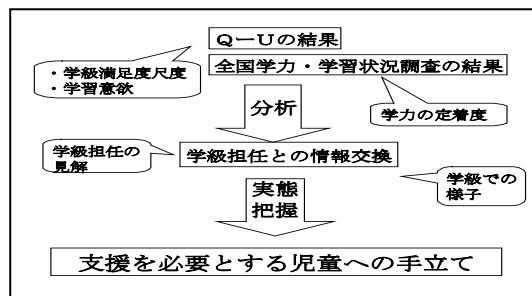 Q－Uの結果
・学級満足度尺度
・学習意欲
全国学力・学習状況調査の結果
分析
学力の定着度
学級担任の
見解
学級担任との情報交換
学級での
様子
実態
把握
支援を必要とする児童への手立て